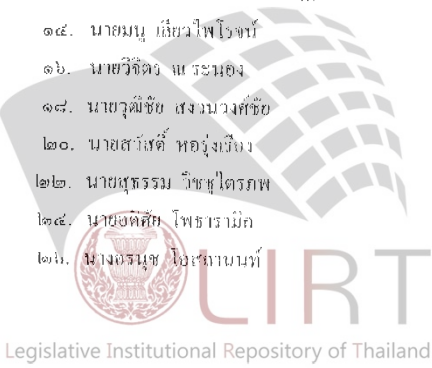 ๑๔. นายมนู เลียวไพโรจน์
๑๖. นายวิจิตร ณ ระนอง
๑๘. นายวุฒิชัย สงวนวงศ์ชัย
๒๐. นายสวัสดิ์ หอรุ่งเรือง
๒๒. นายสุธรรม วิชชุไตรภพ
๒๔. นายอดิศัย โพธารามิก
๒๖. นางอรนุช โอสถานนท์
LIRT
Legislative Institutional Repository of Thailand